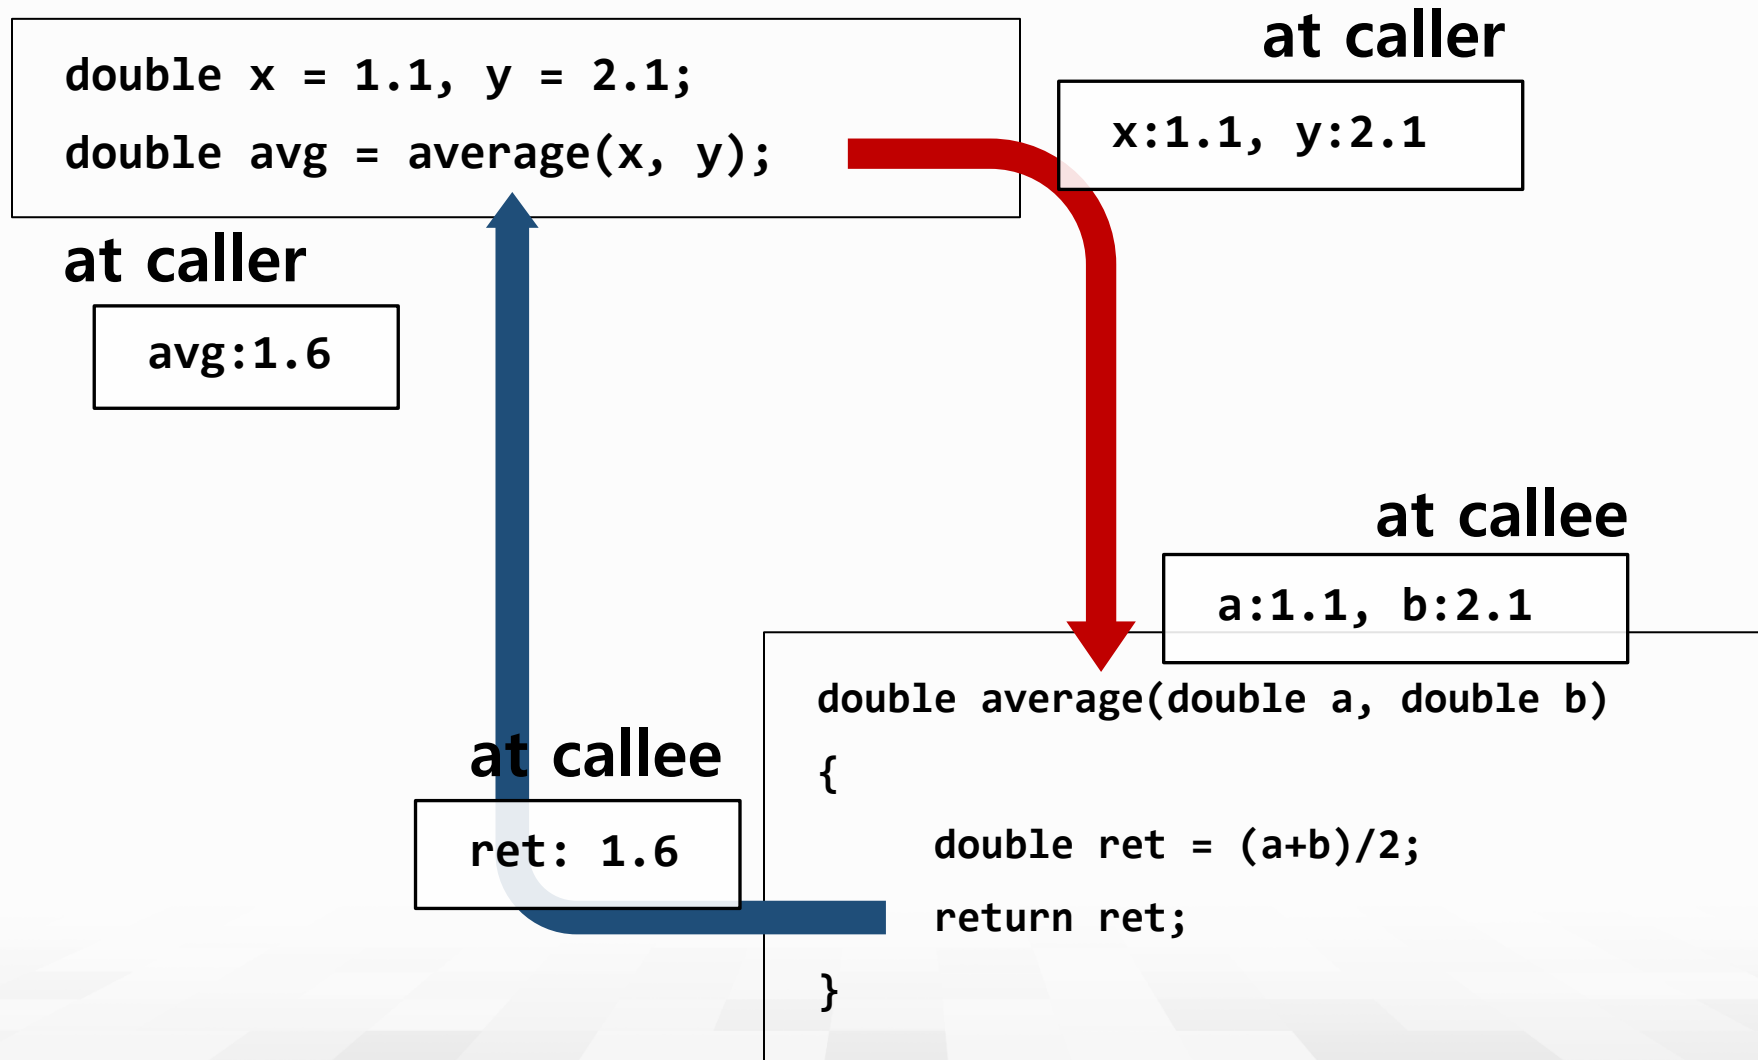 double x = 1.1, y = 2.1;
double avg = average(x, y);
at caller
x:1.1, y:2.1
at caller
avg:1.6
at callee
a:1.1, b:2.1
double average(double a, double b)
{
double ret = (a+b)/2;
return ret;
}
at callee
ret: 1.6